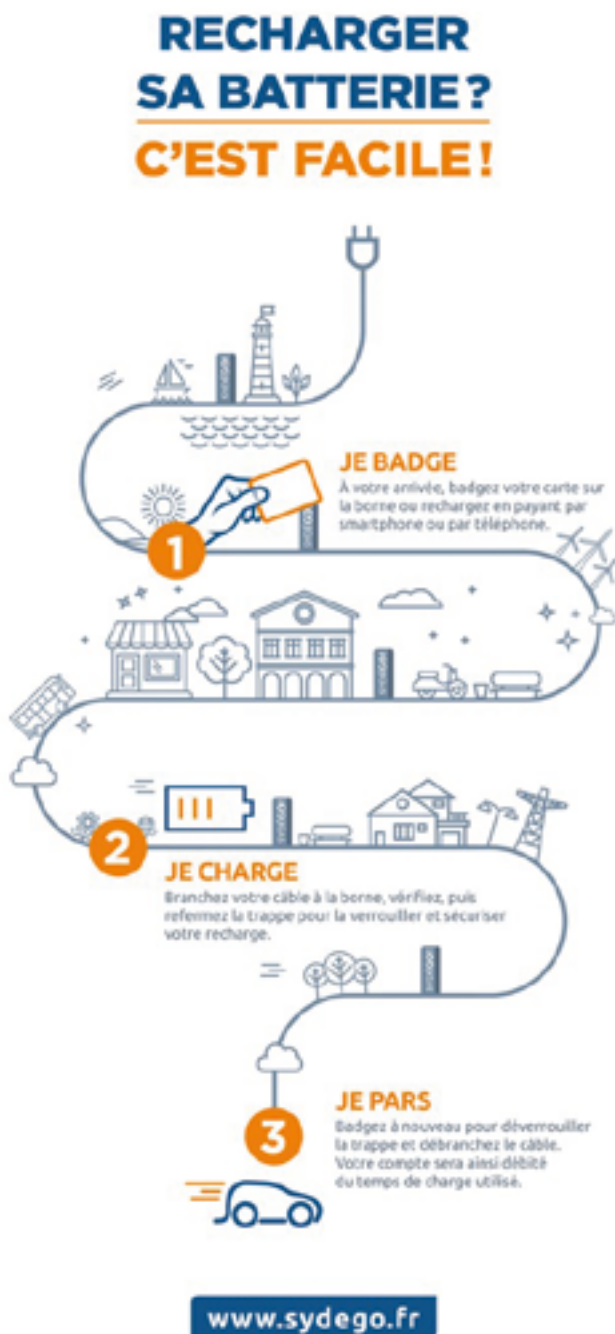 RECHARGER
SA BATTERIE ?
C'EST FACILE !
JE BADGE
À votre arrivée, badgez votre carte sur
la borne ou rechargez en payant par
smartphone ou par téléphone.
1
2
JE CHARGE
Branchez votre câble à la borne, vérifiez, puis
refermez la trappe pour la verrouiller et sécuriser
votre recharge.
3
JE PARS
Badgez à nouveau pour déverrouiller
la trappe et débranchez le câble.
Votre compte sera ainsi débité
du temps de charge utilisé.
www.sydego.fr